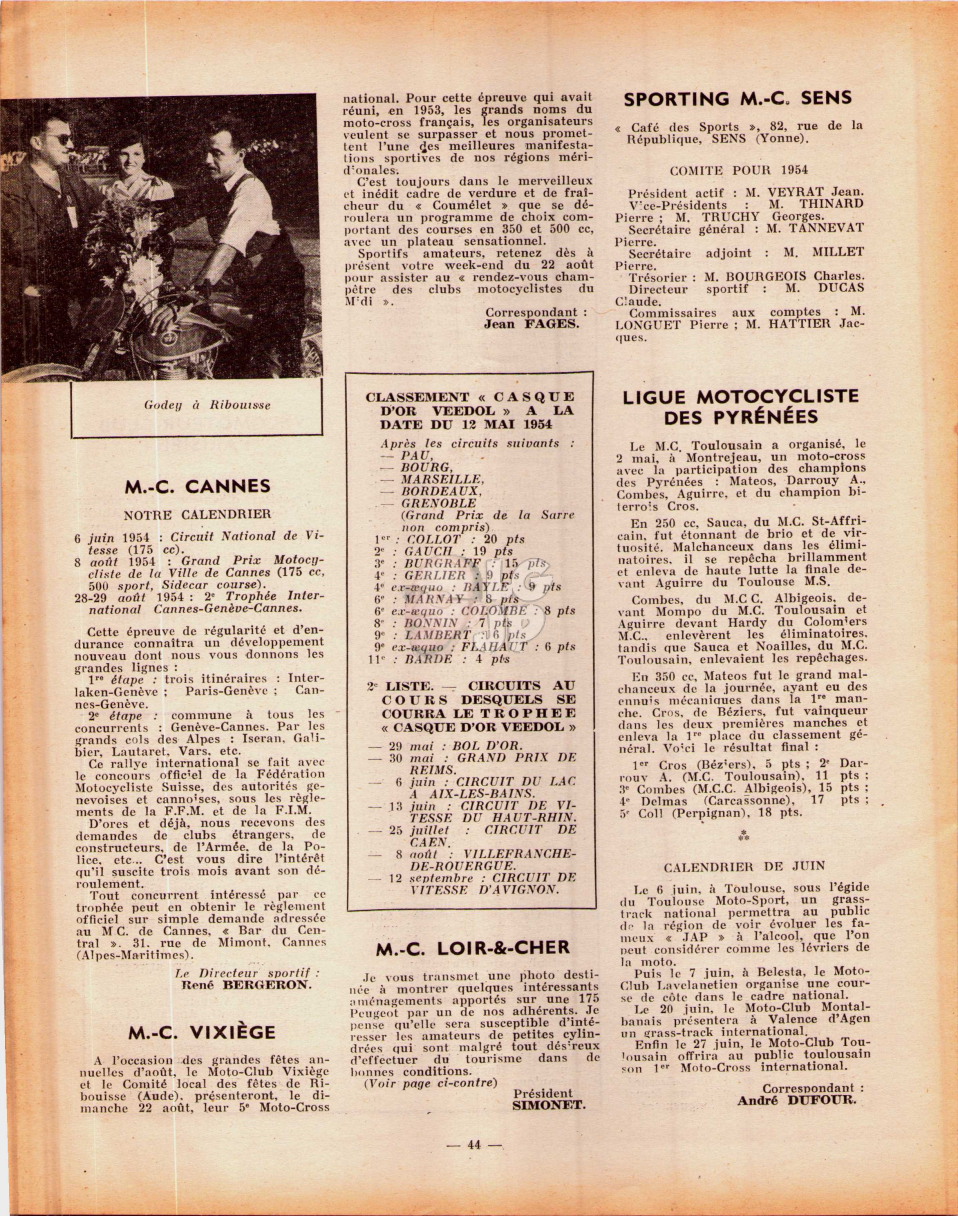 Godey à Ribouisse
M.-C. CANNES
NOTRE CALENDRIER
6 juin 1954 : Circuit National de Vi-
tesse (175 cc).
8 août 1954 : Grand Prix Motocy-
cliste de la Ville de Cannes (175 cc,
500 sport, Sidecar course).
28-29 août 1954 : 2e Trophée Inter-
national Cannes-Genève-Cannes.
Cette épreuve de régularité et d'en-
durance connaîtra un développement
nouveau dont nous vous donnons les
grandes lignes :
1re étape : trois itinéraires : Inter-
laken-Genève ; Paris-Genève ; Can-
nes-Genève.
2e étape : commune à tous les
concurrents : Genève-Cannes. Par les
grands cols des Alpes : Iseran, Gali-
bier, Lautaret, Vars, etc.
Ce rallye international se fait avec
le concours officiel de la Fédération
Motocycliste Suisse, des autorités ge-
nevoises et cannoises, sous les règle-
ments de la F.F.M. et de la F.I.M.
D'ores et déjà, nous recevons des
demandes de clubs étrangers, de
constructeurs, de l'Armée, de la Po-
lice, etc... C'est vous dire l'intérêt
qu'il suscite trois mois avant son dé-
roulement.
Tout concurrent intéressé par ce
trophée peut en obtenir le règlement
officiel sur simple demande adressée
au M.C. de Cannes, « Bar du Cen-
tral », 31, rue de Mimont, Cannes
(Alpes-Maritimes).
Le Directeur sportif :
René BERGERON.
M.-C. VIXIÈGE
A l'occasion des grandes fêtes an-
nuelles d'août, le Moto-Club Vixiège
et le Comité local des fêtes de Ri-
bouisse (Aude), présenteront, le di-
manche 22 août, leur 5e Moto-Cross
national. Pour cette épreuve qui avait
réuni, en 1953, les grands noms du
moto-cross français, les organisateurs
veulent se surpasser et nous promet-
tent l'une des meilleures manifesta-
tions sportives de nos régions méri-
dionales.
C'est toujours dans le merveilleux
et inédit cadre de verdure et de fraî-
cheur du « Coumélet » que se dé-
roulera un programme de choix com-
portant des courses en 350 et 500 cc,
avec un plateau sensationnel.
Sportifs amateurs, retenez dès à
présent votre week-end du 22 août
pour assister au « rendez-vous cham-
pêtre des clubs motocyclistes du
Midi ».
Correspondant :
Jean FAGES.
CLASSEMENT « CASQUE
D'OR VEEDOL » A LA
DATE DU 12 MAI 1954
Après les circuits suivants :
— PAU,
— BOURG,
— MARSEILLE,
— BORDEAUX,
— GRENOBLE
(Grand Prix de la Sarre
non compris)
1er : COLLOT : 20 pts
2e : GAUCH : 19 pts
3e : BURGRAFF : 15 pts
4e : GERLIER : 9 pts
4e ex-æquo : BAYLE : 9 pts
6e : MARNAY : 8 pts
6e ex-æquo : COLOMBE : 8 pts
8e : BONNIN : 7 pts
9e : LAMBERT : 6 pts
9e ex-æquo : FLAHAUT : 6 pts
11e : BARDE : 4 pts
2e LISTE. — CIRCUITS AU
COURS DESQUELS SE
COURRA LE TROPHEE
« CASQUE D'OR VEEDOL »
— 29 mai : BOL D'OR.
— 30 mai : GRAND PRIX DE
REIMS.
— 6 juin : CIRCUIT DU LAC
A AIX-LES-BAINS.
— 13 juin : CIRCUIT DE VI-
TESSE DU HAUT-RHIN.
— 25 juillet : CIRCUIT DE
CAEN.
— 8 août : VILLEFRANCHE-
DE-ROUERGUE.
— 12 septembre : CIRCUIT DE
VITESSE D'AVIGNON.
M.-C. LOIR-&-CHER
Je vous transmet une photo desti-
née à montrer quelques intéressants
aménagements apportés sur une 175
Peugeot par un de nos adhérents. Je
pense qu'elle sera susceptible d'inté-
resser les amateurs de petites cylin-
drées qui sont malgré tout désireux
d'effectuer du tourisme dans de
bonnes conditions.
(Voir page ci-contre)
Président
SIMONET.
SPORTING M.-C. SENS
« Café des Sports », 82, rue de la
République, SENS (Yonne).
COMITE POUR 1954
Président actif : M. VEYRAT Jean.
Vice-Présidents : M. THINARD
Pierre ; M. TRUCHY Georges.
Secrétaire général : M. TANNEVAT
Pierre.
Secrétaire adjoint : M. MILLET
Pierre.
Trésorier : M. BOURGEOIS Charles.
Directeur sportif : M. DUCAS
Claude.
Commissaires aux comptes : M.
LONGUET Pierre ; M. HATTIER Jac-
ques.
LIGUE MOTOCYCLISTE
DES PYRÉNÉES
Le M.C. Toulousain a organisé, le
2 mai, à Montrejeau, un moto-cross
avec la participation des champions
des Pyrénées : Mateos, Darrouy A.,
Combes, Aguirre, et du champion bi-
terrois Cros.
En 250 cc, Sauca, du M.C. St-Affri-
cain, fut étonnant de brio et de vir-
tuosité. Malchanceux dans les élimi-
natoires, il se repêcha brillamment
et enleva de haute lutte la finale de-
vant Aguirre du Toulouse M.S.
Combes, du M.C C. Albigeois, de-
vant Mompo du M.C. Toulousain et
Aguirre devant Hardy du Colomiers
M.C., enlevèrent les éliminatoires,
tandis que Sauca et Noailles, du M.C.
Toulousain, enlevaient les repêchages.
En 350 cc, Mateos fut le grand mal-
chanceux de la journée, ayant eu des
ennuis mécaniques dans la 1re man-
che. Cros, de Béziers, fut vainqueur
dans les deux premières manches et
enleva la 1re place du classement gé-
néral. Voici le résultat final :
1er Cros (Béziers), 5 pts ; 2e Dar-
rouy A. (M.C. Toulousain), 11 pts ;
3e Combes (M.C.C. Albigeois), 15 pts ;
4e Delmas (Carcassonne), 17 pts ;
5e Coll (Perpignan), 18 pts.
*
**
CALENDRIER DE JUIN
Le 6 juin, à Toulouse, sous l'égide
du Toulouse Moto-Sport, un grass-
track national permettra au public
de la région de voir évoluer les fa-
meux « JAP » à l'alcool, que l'on
peut considérer comme les lévriers de
la moto.
Puis le 7 juin, à Belesta, le Moto-
Club Lavelanetien organise une cour-
se de côte dans le cadre national.
Le 20 juin, le Moto-Club Montal-
banais présentera à Valence d'Agen
un grass-track international.
Enfin le 27 juin, le Moto-Club Tou-
lousain offrira au public toulousain
son 1er Moto-Cross international.
Correspondant :
André DUFOUR.
— 44 —